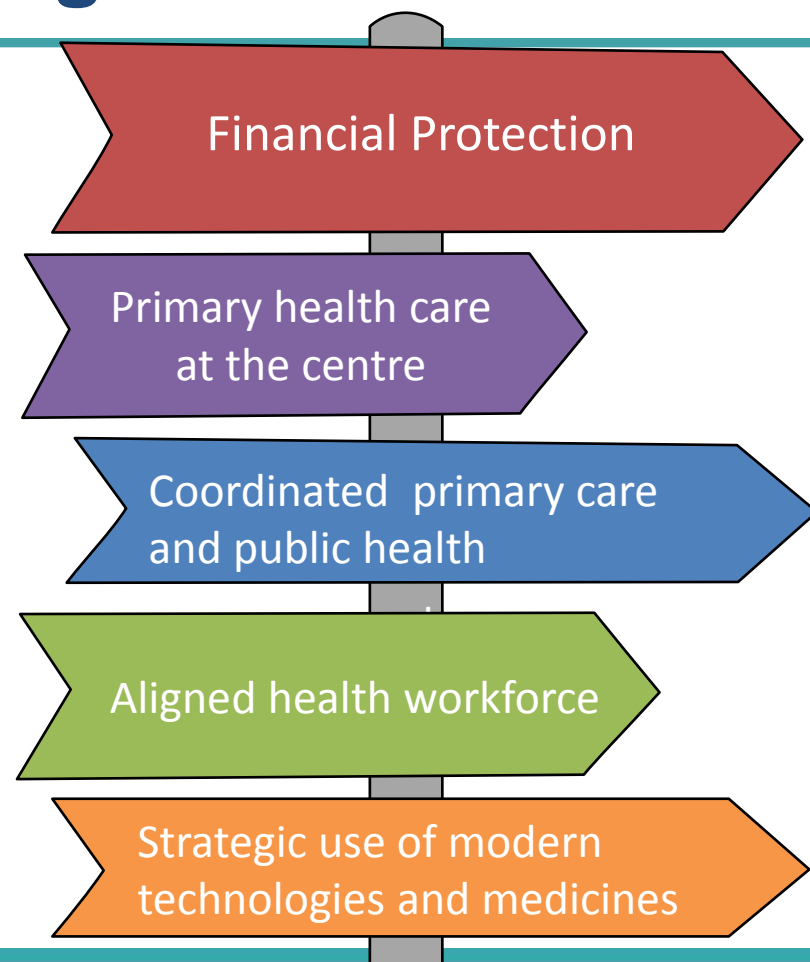 Financial Protection
Primary health care
at the centre
Coordinated  primary care
and public health
Aligned health workforce
Strategic use of modern
technologies and medicines